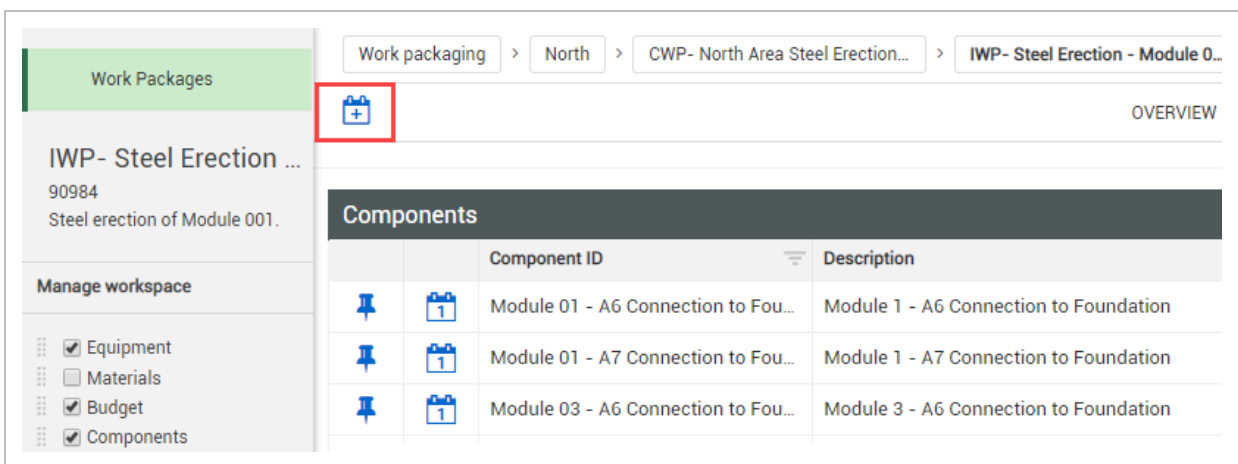 Work Packages
IWP- Steel Erection ...
90984
Steel erection of Module 001.
Manage workspace
Equipment
Materials
Budget
Components
Work packaging > North > CWP- North Area Steel Erection... > IWP- Steel Erection - Module 0...
OVERVIEW
Components
Component ID Description
1 Module 01 - A6 Connection to Fou... Module 1 - A6 Connection to Foundation
1 Module 01 - A7 Connection to Fou... Module 1 - A7 Connection to Foundation
1 Module 03 - A6 Connection to Fou... Module 3 - A6 Connection to Foundation